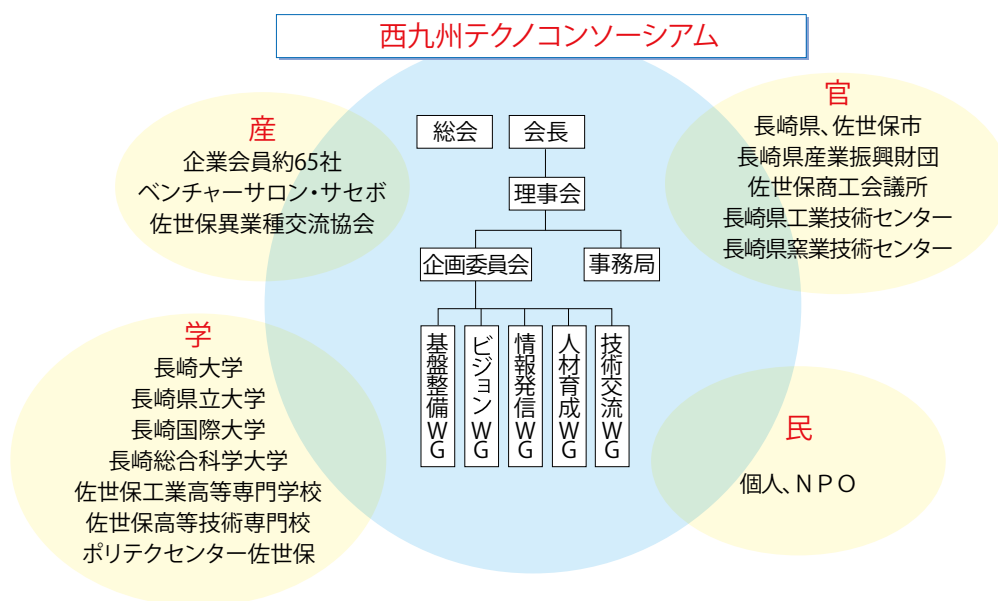 西九州テクノコンソーシアム
産
企業会員約65社
ベンチャーサロン・サセボ
佐世保異業種交流協会
官
長崎県、佐世保市
長崎県産業振興財団
佐世保商工会議所
長崎県工業技術センター
長崎県窯業技術センター
総会
会長
理事会
企画委員会
事務局
基盤整備WG
ビジョンWG
情報発信WG
人材育成WG
技術交流WG
学
長崎大学
長崎県立大学
長崎国際大学
長崎総合科学大学
佐世保工業高等専門学校
佐世保高等技術専門校
ポリテクセンター佐世保
民
個人、NPO